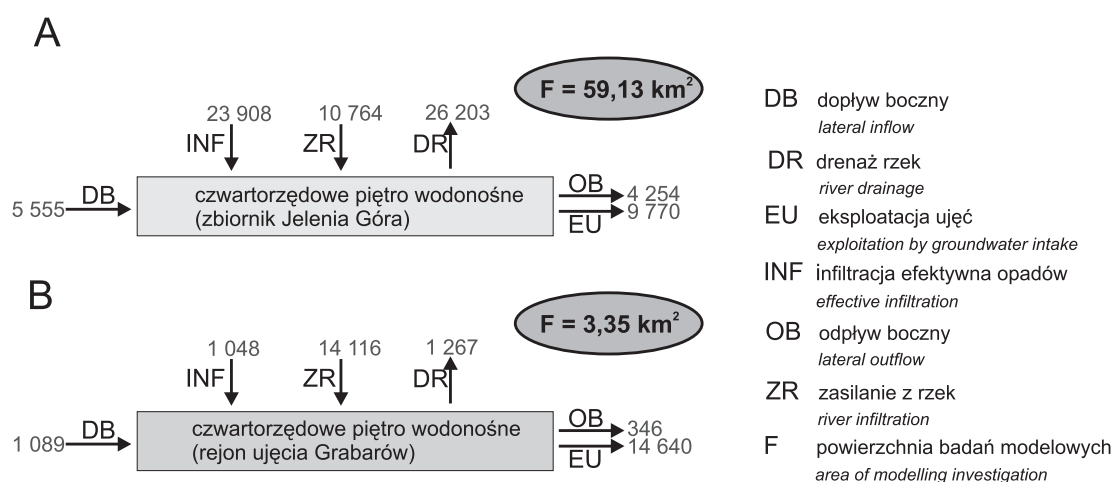 A
F = 59,13 km²
23 908 10 764 26 203
INF ZR DR
5 555 DB
czwartorzędowe piętro wodonośne
(zbiornik Jelenia Góra)
OB 4 254
EU 9 770
B
F = 3,35 km²
1 048 14 116 1 267
INF ZR DR
1 089 DB
czwartorzędowe piętro wodonośne
(rejon ujęcia Grabarów)
OB 346
EU 14 640
DB dopływ boczny
lateral inflow
DR drenaż rzek
river drainage
EU eksploatacja ujęć
exploitation by groundwater intake
INF infiltracja efektywna opadów
effective infiltration
OB odpływ boczny
lateral outflow
ZR zasilanie z rzek
river infiltration
F powierzchnia badań modelowych
area of modelling investigation